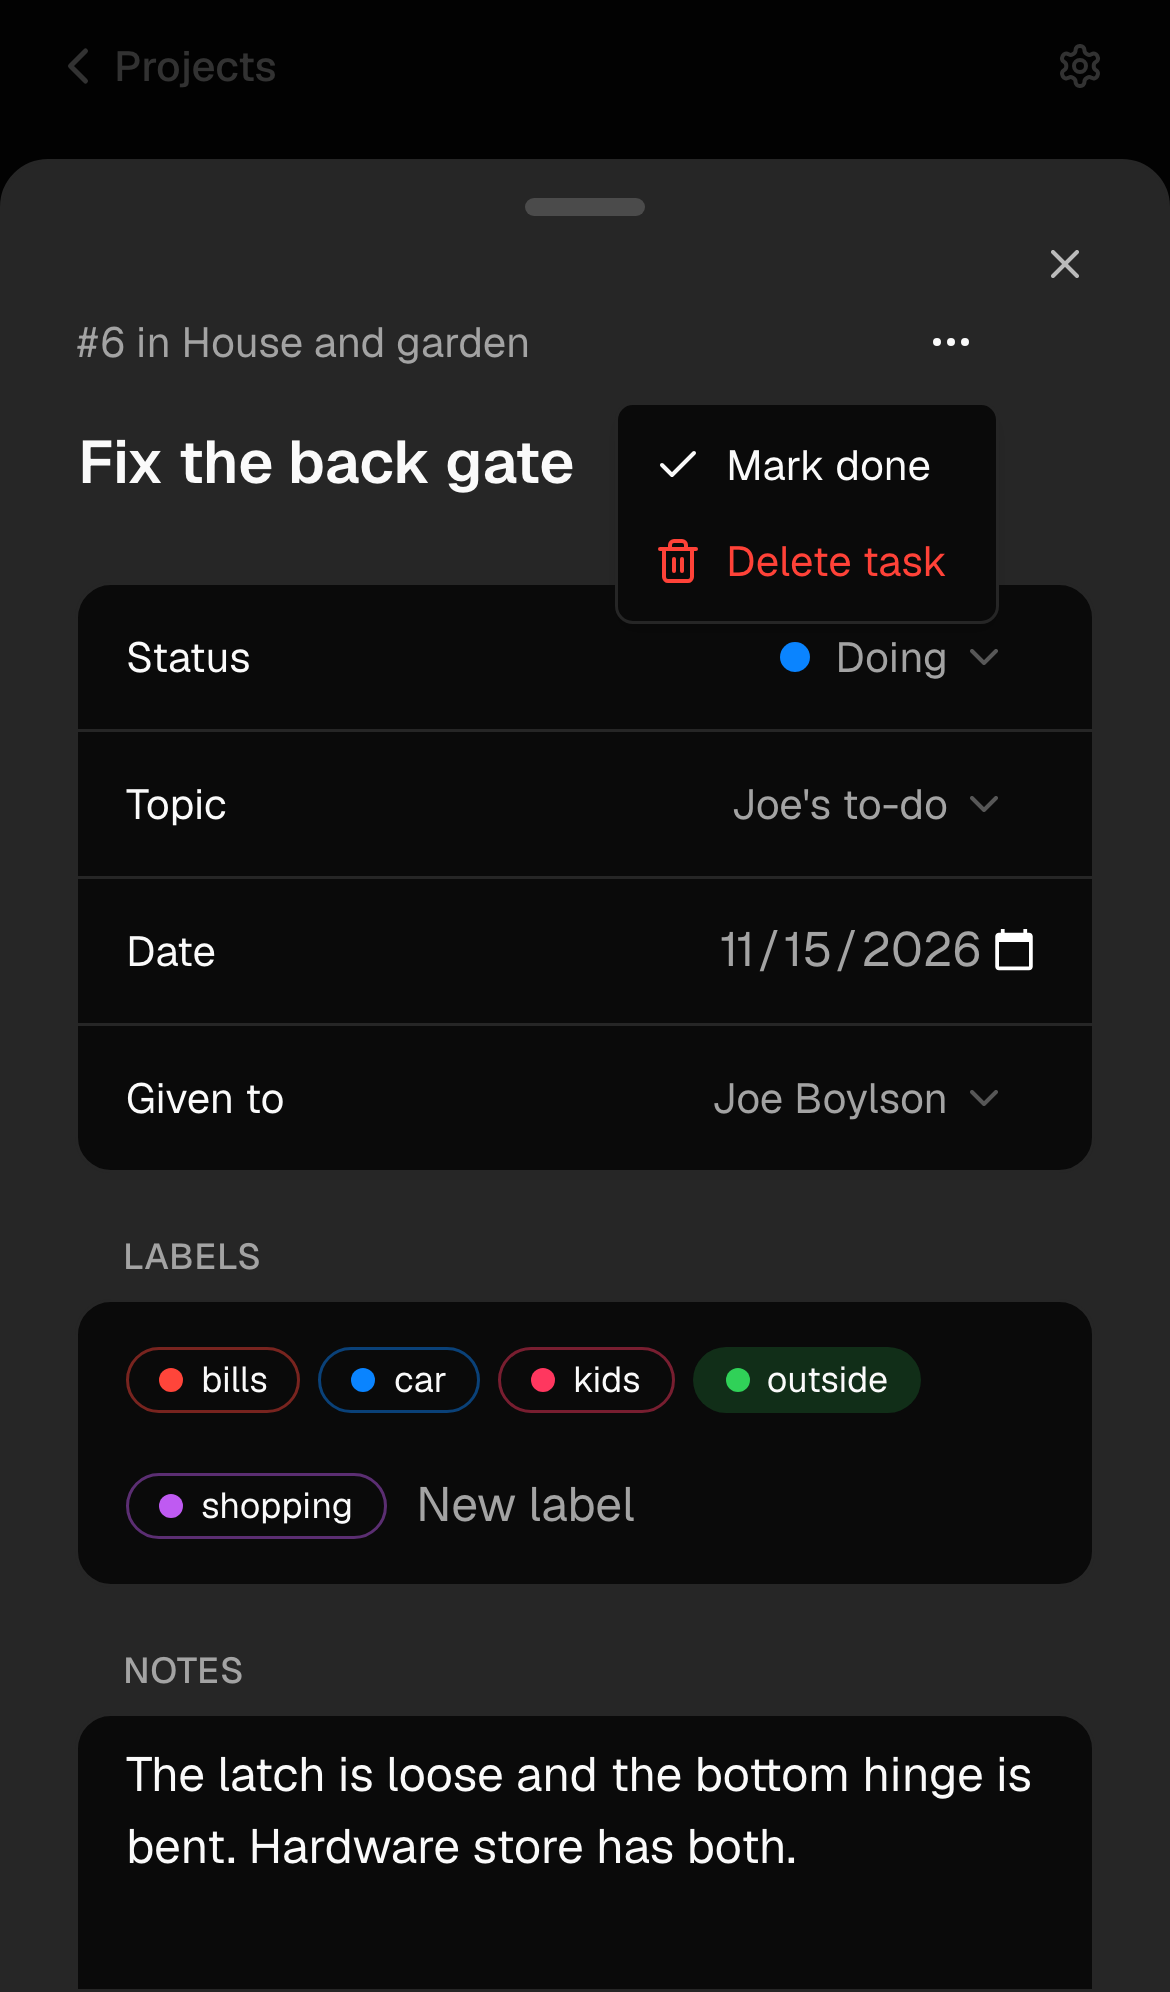 Projects
#6 in House and garden
Fix the back gate
Mark done
Delete task
Status
Doing
Topic
Joe's to-do
Date
11/15/2026
Given to
Joe Boylson
LABELS
bills
car
kids
outside
shopping
New label
NOTES
The latch is loose and the bottom hinge is
bent. Hardware store has both.